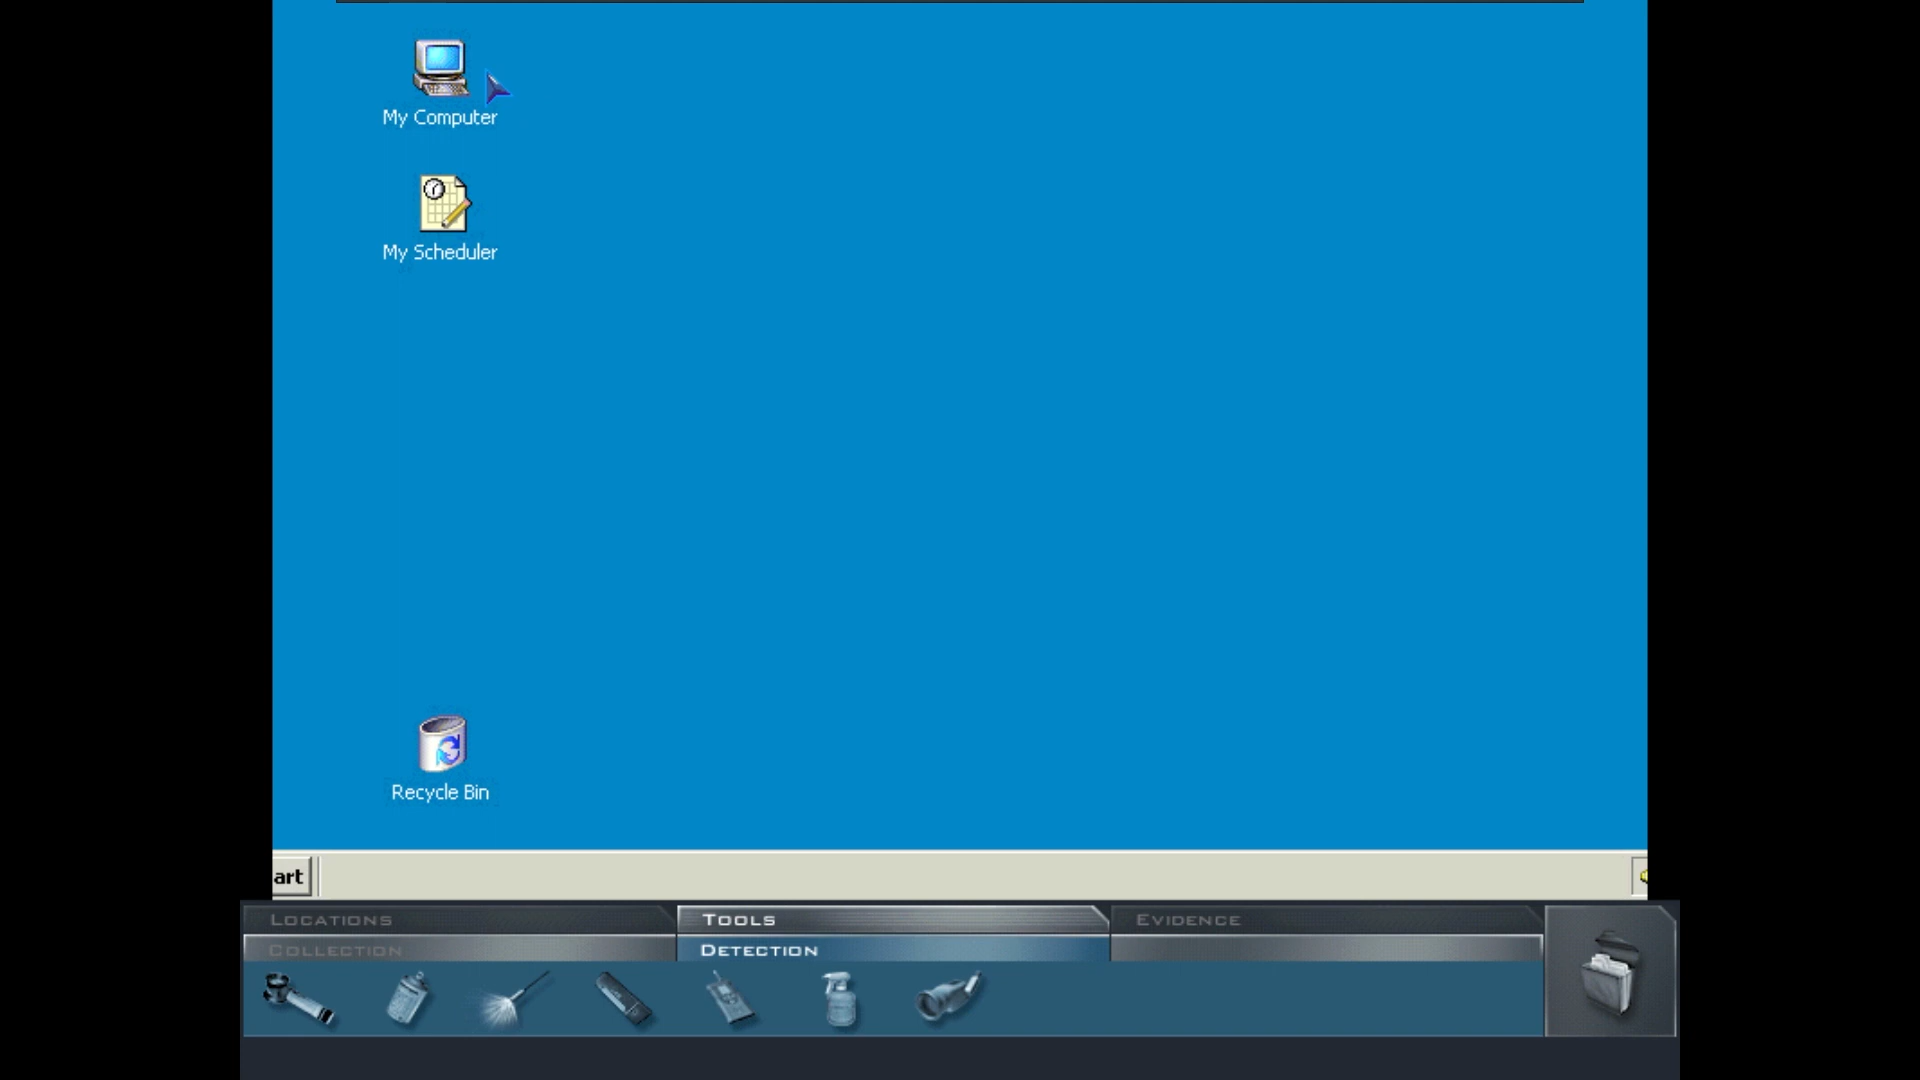 My Computer
My Scheduler
Recycle Bin
art
LOCATIONS
TOOLS
EVIDENCE
COLLECTION
DETECTION